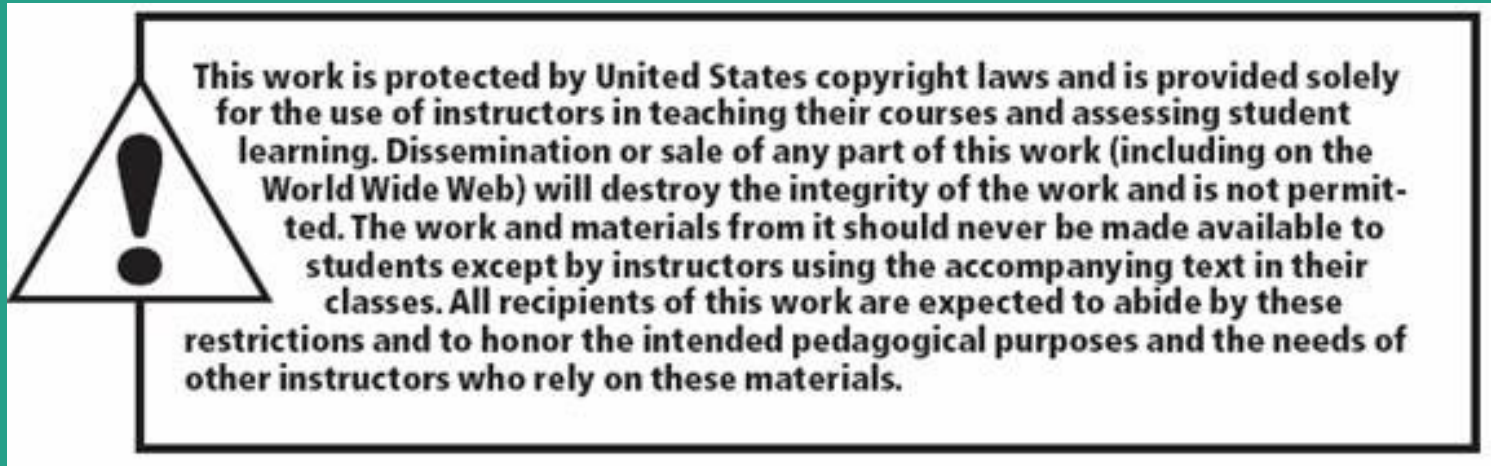 This work is protected by United States copyright laws and is provided solely
for the use of instructors in teaching their courses and assessing student
learning. Dissemination or sale of any part of this work (including on the
World Wide Web) will destroy the integrity of the work and is not permit-
ted. The work and materials from it should never be made available to
students except by instructors using the accompanying text in their
classes. All recipients of this work are expected to abide by these
restrictions and to honor the intended pedagogical purposes and the needs of
other instructors who rely on these materials.